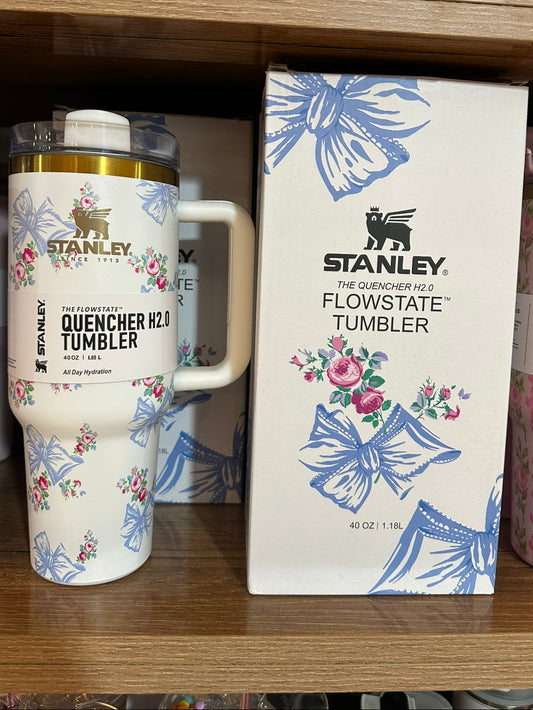 STANLEY
SINCE 1913
STANLEY
THE FLOWSTATE™
QUENCHER H2.0
TUMBLER
40 OZ | 1.18 L
All Day Hydration
STANLEY®
THE QUENCHER H2.0
FLOWSTATE™
TUMBLER
40 OZ | 1.18L